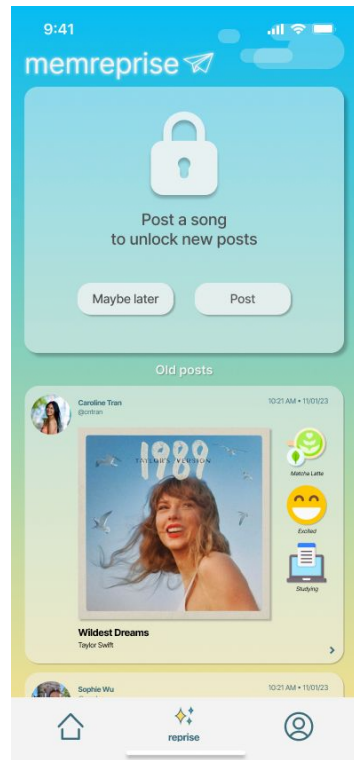 9:41
memreprise
Post a song
to unlock new posts
Maybe later
Post
Old posts
Caroline Tran
10:21 AM • 11/01/23
@cntran
1989
TAYLOR'S VERSION
Matcha Latte
Excited
Studying
Wildest Dreams
Taylor Swift
Sophie Wu
10:21 AM • 11/01/23
reprise